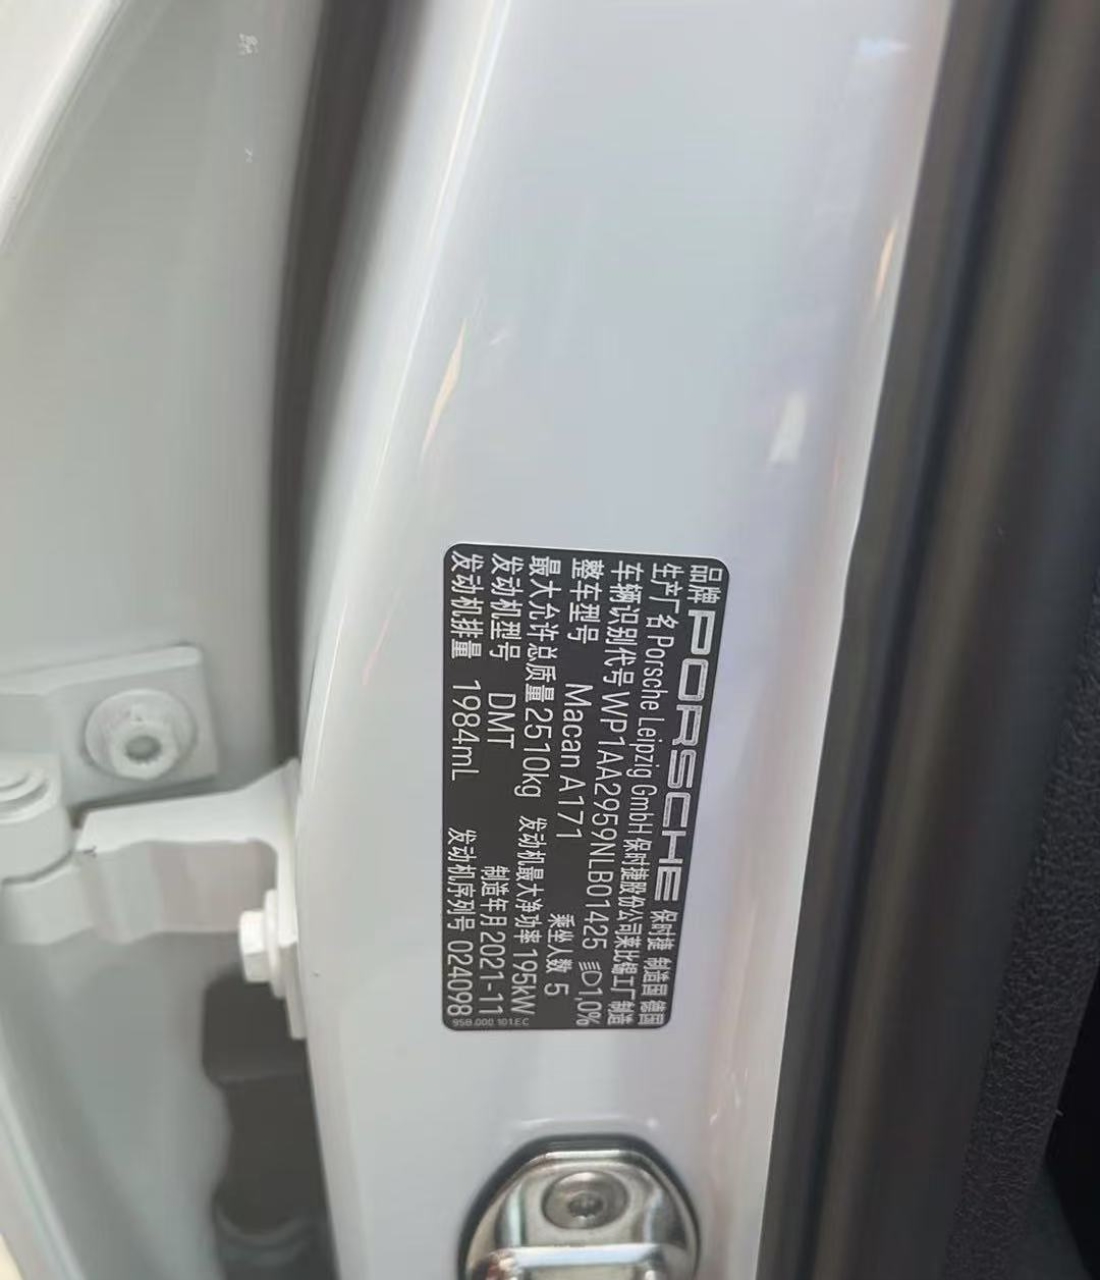 品牌 PORSCHE 保时捷 制造国 德国
生产厂名 Porsche Leipzig GmbH 保时捷股份公司莱比锡工厂制造
车辆识别代号 WP1AA2959NLB01425 1,0%
整车型号 Macan A171 乘坐人数 5
最大允许总质量 2510kg 发动机最大净功率 195kW
发动机型号 DMT 制造年月 2021-11
发动机排量 1984mL 发动机序列号 024098
95B.000.101.EC